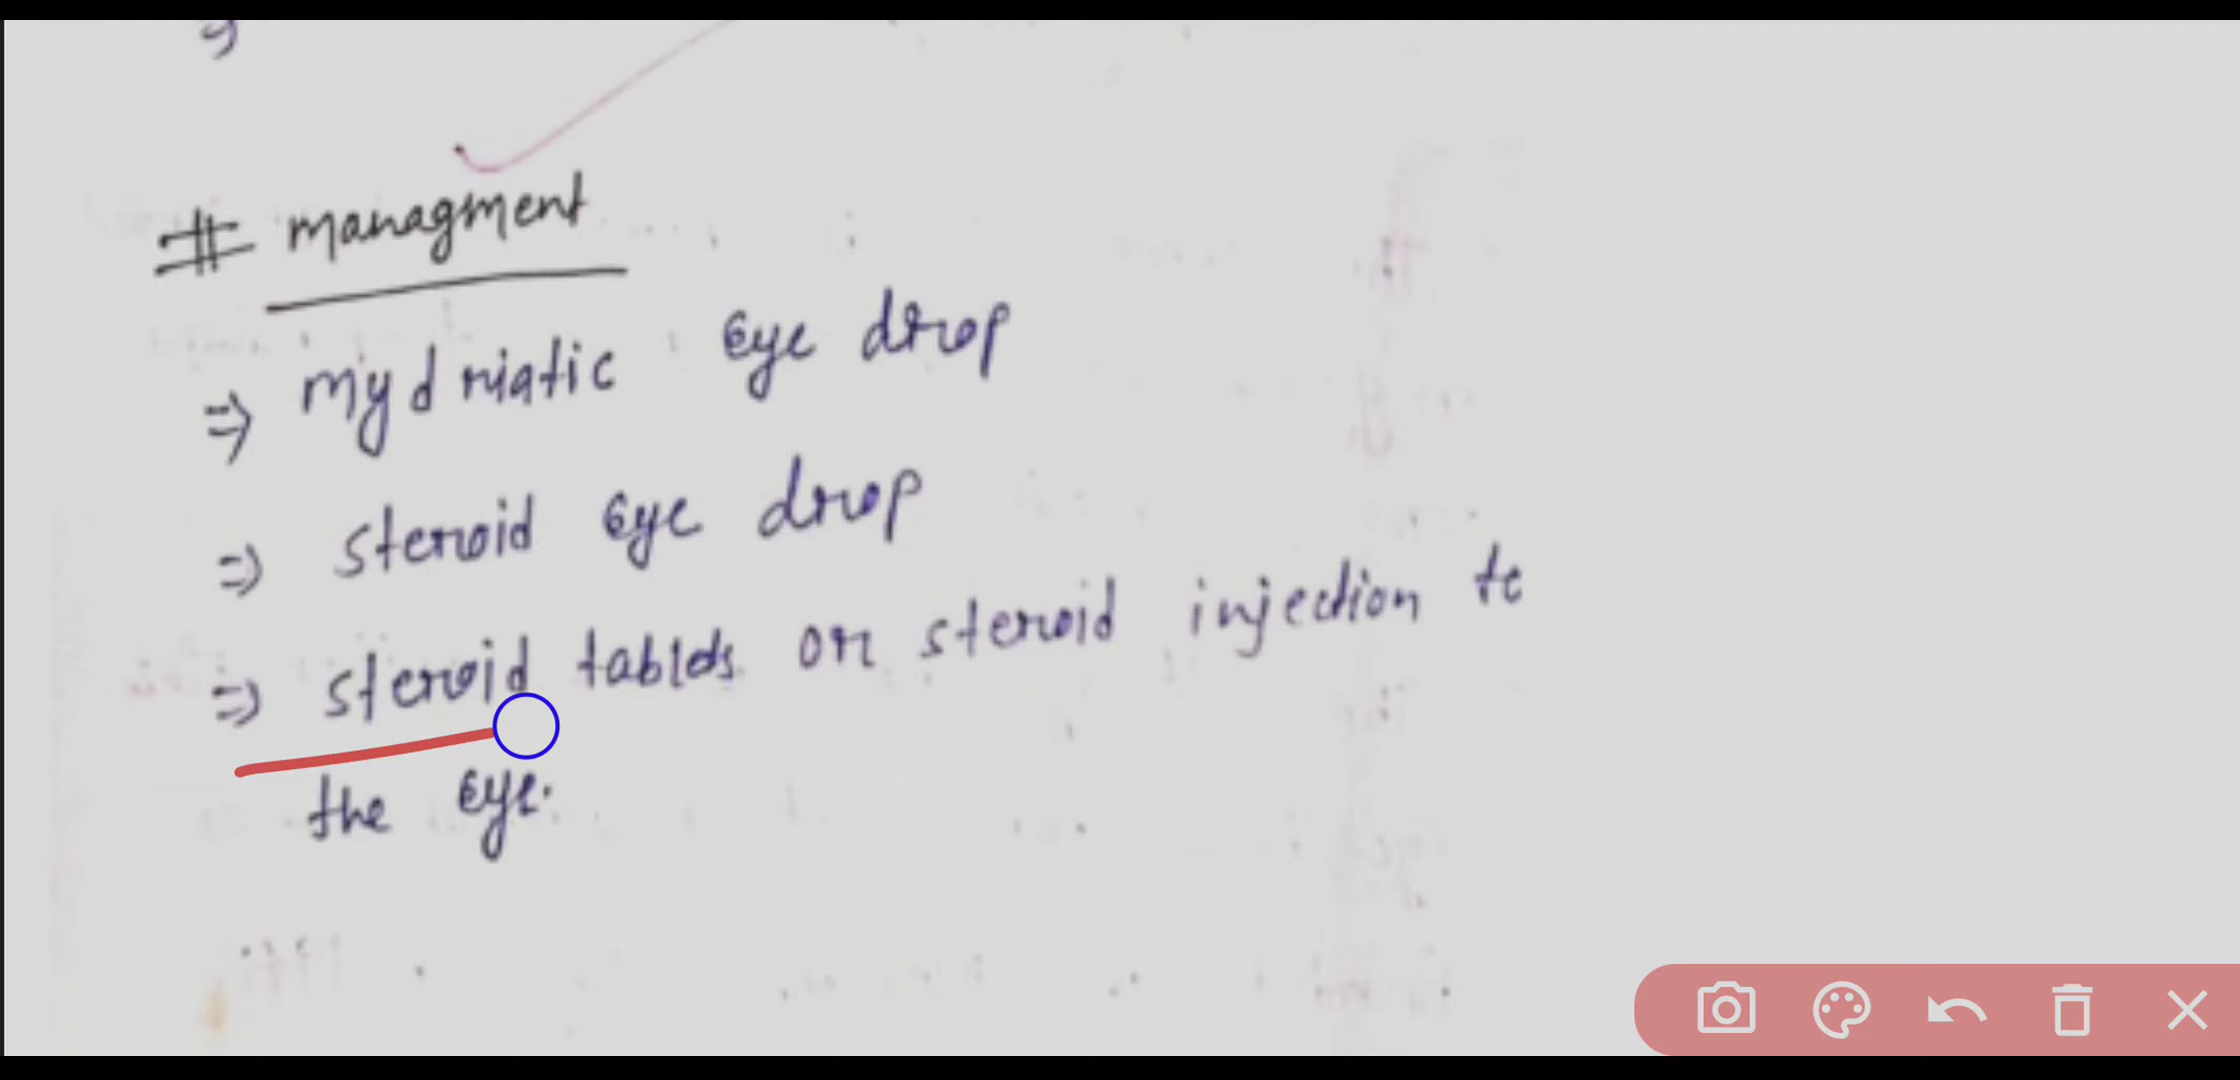 # managment
⇒ mydriatic eye drop
⇒ steroid eye drop
⇒ steroid tablets or steroid injection to
the eye.